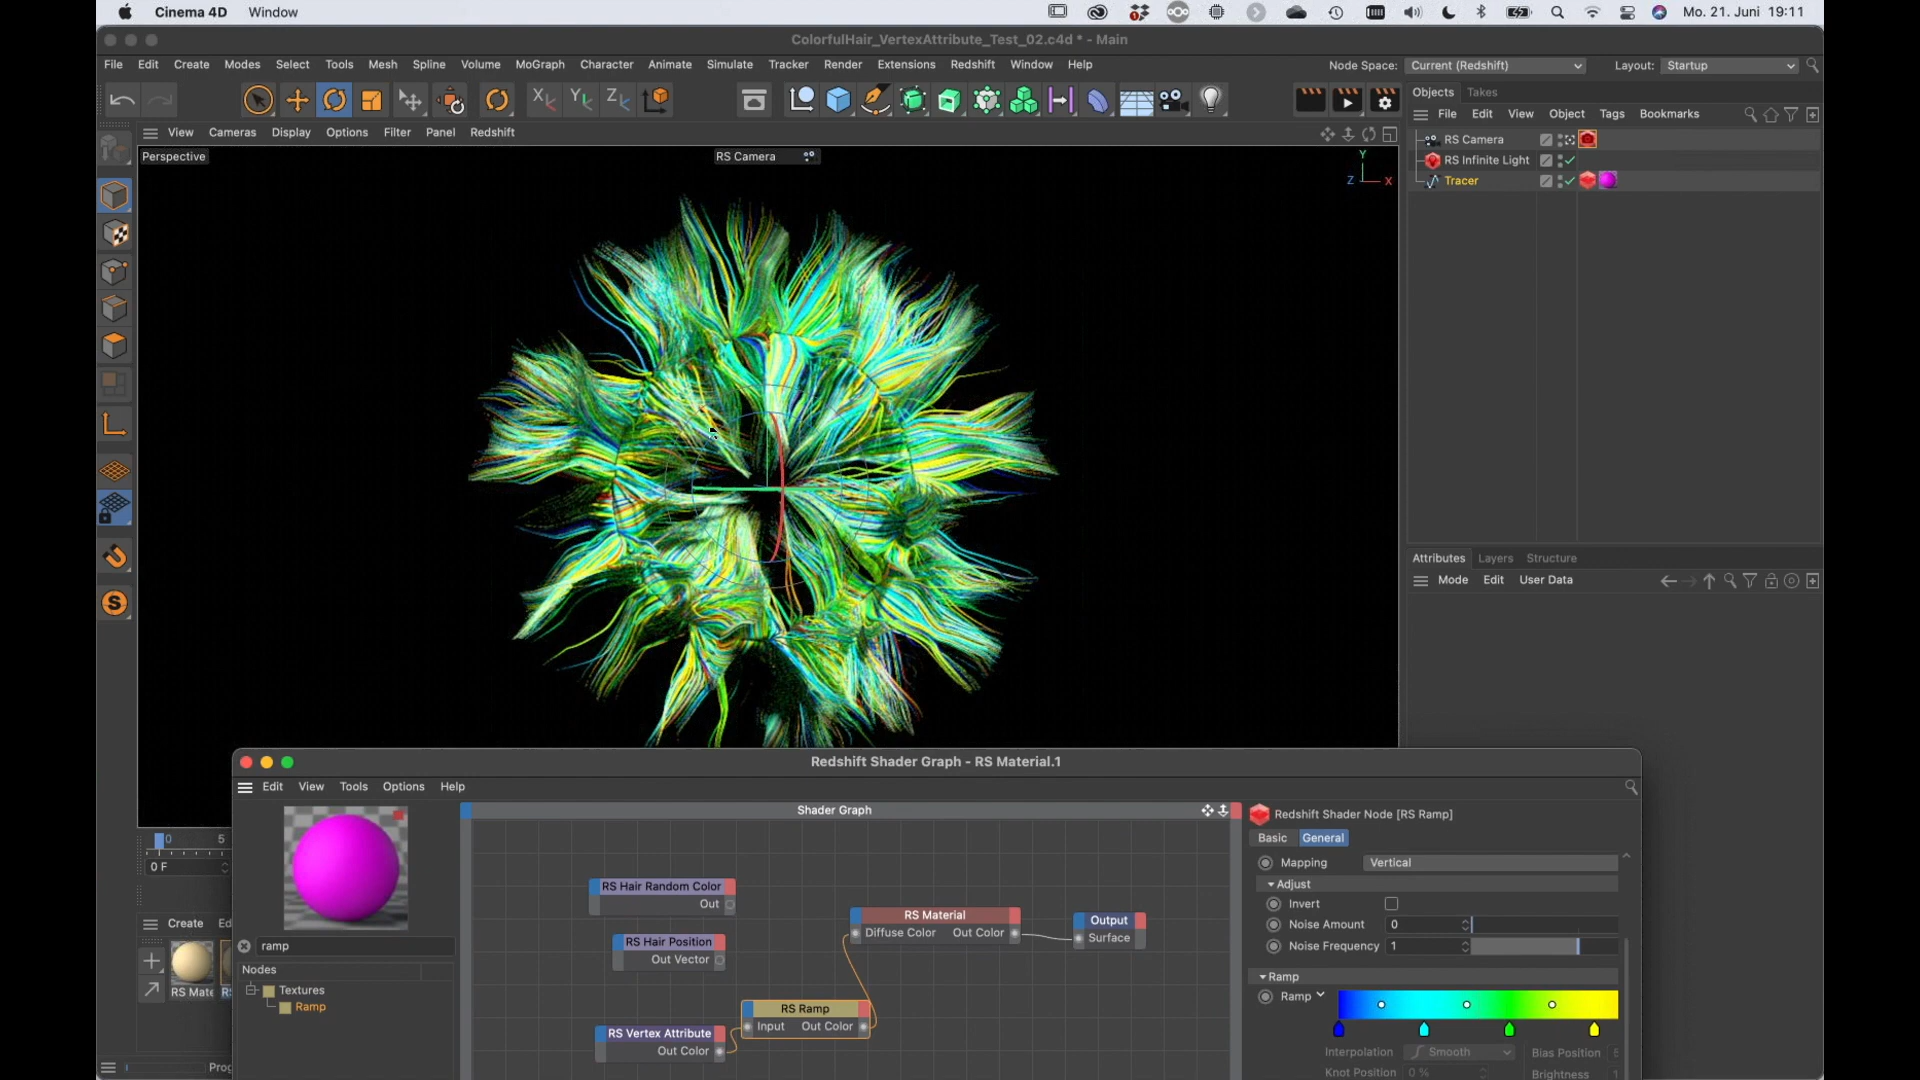 Cinema 4D Window Mo. 21. Juni 19:11
ColorfulHair_VertexAttribute_Test_02.c4d * - Main
File Edit Create Modes Select Tools Mesh Spline Volume MoGraph Character Animate Simulate Tracker Render Extensions Redshift Window Help Node Space: Current (Redshift) Layout: Startup
Objects Takes
File Edit View Object Tags Bookmarks
View Cameras Display Options Filter Panel Redshift
Perspective
RS Camera
Y
Z X
RS Camera
RS Infinite Light
Tracer
Attributes Layers Structure
Mode Edit User Data
0 5
0 F
Create Ed
RS Mate
Prog
Redshift Shader Graph - RS Material.1
Edit View Tools Options Help
ramp
Nodes
Textures
Ramp
Shader Graph
RS Hair Random Color
Out
RS Hair Position
Out Vector
RS Vertex Attribute
Out Color
RS Ramp
Input Out Color
RS Material
Diffuse Color Out Color
Output
Surface
Redshift Shader Node [RS Ramp]
Basic General
Mapping Vertical
Adjust
Invert
Noise Amount 0
Noise Frequency 1
Ramp
Ramp
Interpolation Smooth Bias Position
Knot Position 0 % Brightness